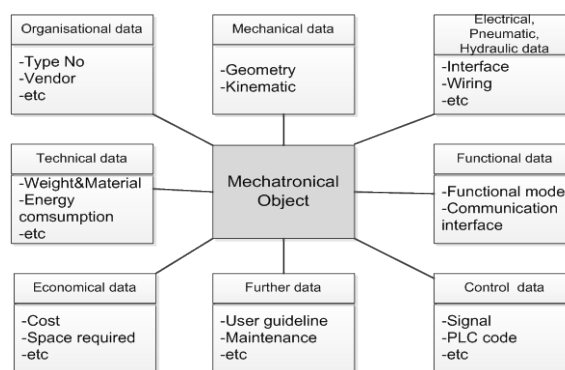 Organisational data
-Type No
-Vendor
-etc
Mechanical data
-Geometry
-Kinematic
Electrical,
Pneumatic,
Hydraulic data
-Interface
-Wiring
-etc
Technical data
-Weight&Material
-Energy
comsumption
-etc
Mechatronical
Object
Functional data
-Functional mode
-Communication
interface
Economical data
-Cost
-Space required
-etc
Further data
-User guideline
-Maintenance
-etc
Control data
-Signal
-PLC code
-etc